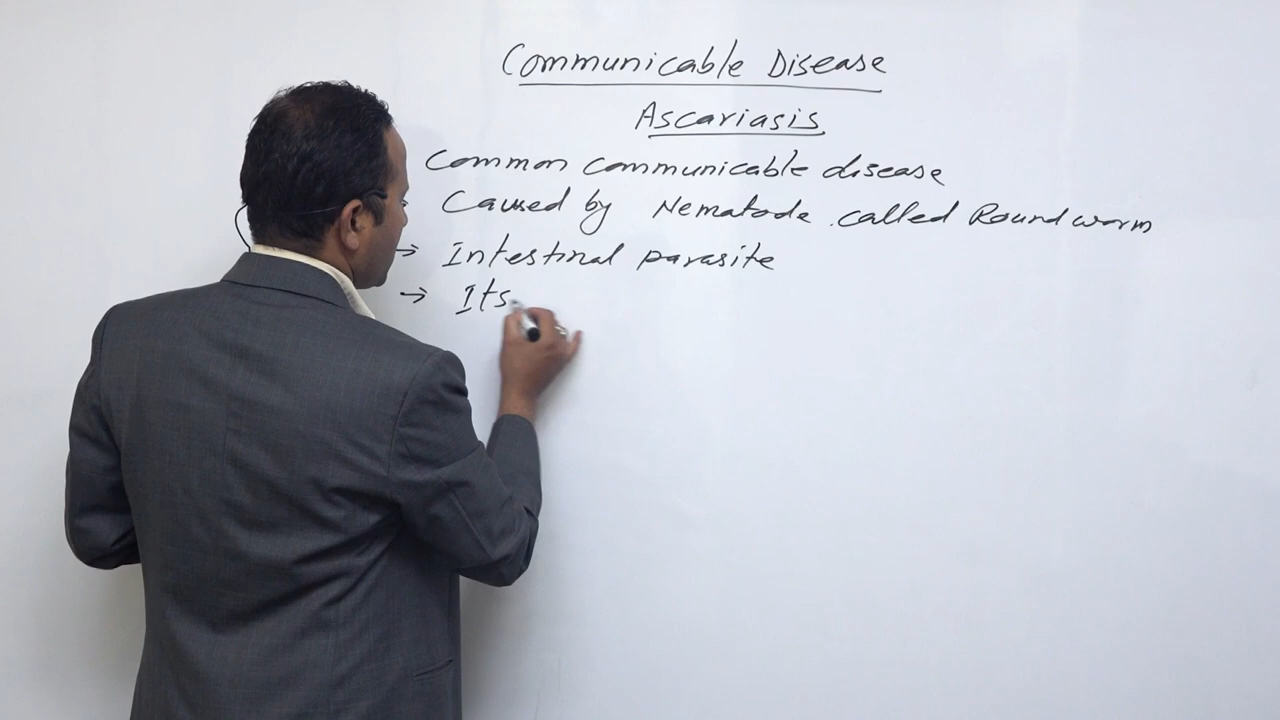 Communicable Disease
Ascariasis
Common communicable disease
Caused by Nematode called Roundworm
→ Intestinal parasite
→ Its